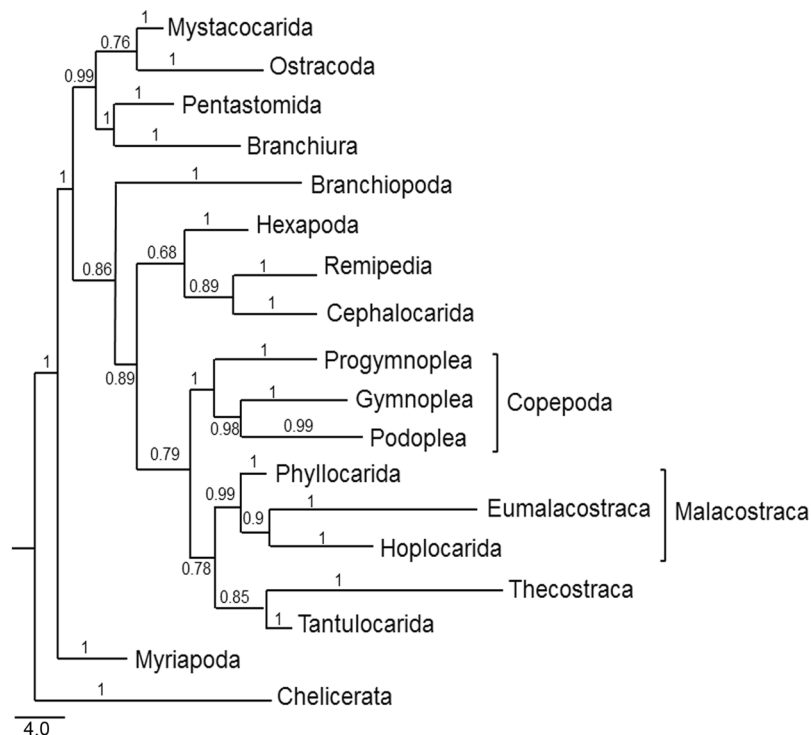 1
Mystacocarida
0.76
1
Ostracoda
0.99
1
Pentastomida
1
1
Branchiura
1
1
Branchiopoda
1
Hexapoda
0.68
0.86
1
Remipedia
0.89
1
Cephalocarida
1
1
Progymnoplea
0.89
1
1
Gymnoplea
Copepoda
0.98
0.99
Podoplea
0.79
1
Phyllocarida
0.99
1
Eumalacostraca
Malacostraca
0.9
1
Hoplocarida
0.78
1
Thecostraca
0.85
1
Tantulocarida
1
Myriapoda
1
Chelicerata
4.0